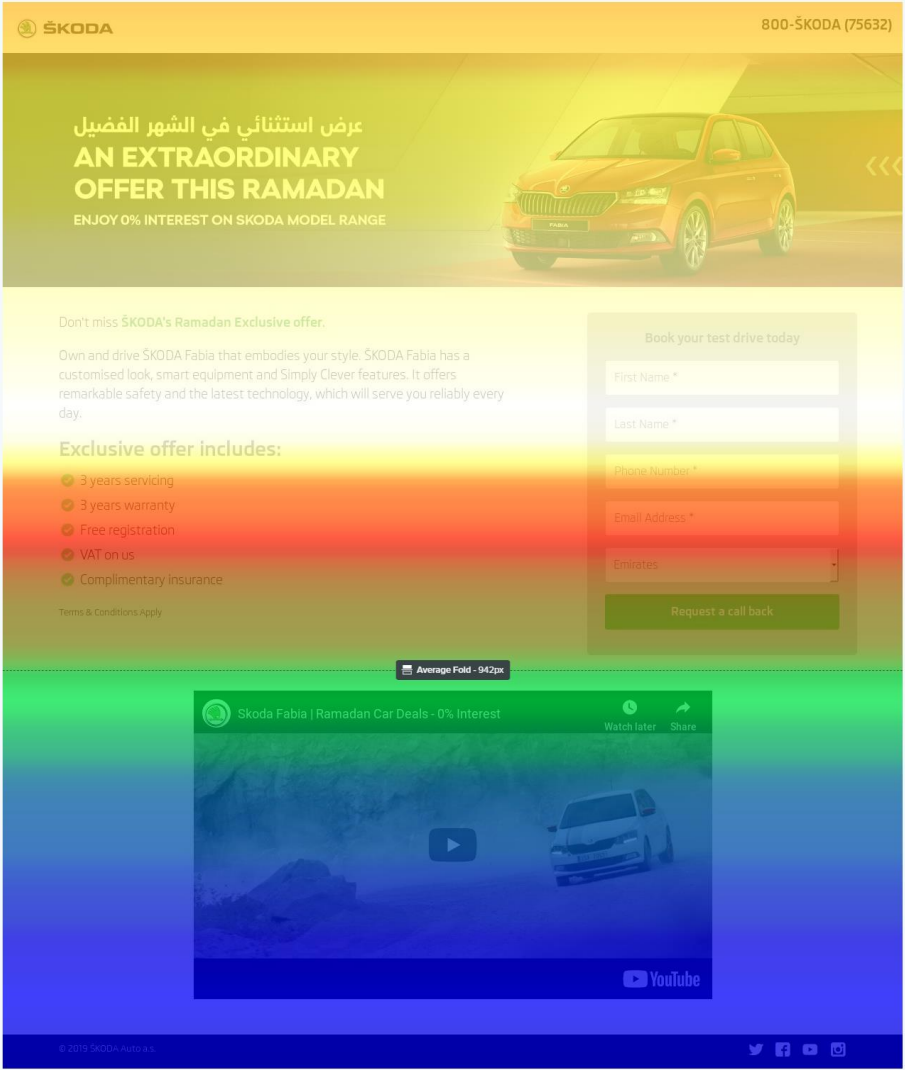 ŠKODA
800-ŠKODA (75632)
عرض استثنائي في الشهر الفضيل
AN EXTRAORDINARY
OFFER THIS RAMADAN
ENJOY 0% INTEREST ON SKODA MODEL RANGE
FABIA
Don't miss ŠKODA's Ramadan Exclusive offer.
Own and drive ŠKODA Fabia that embodies your style. ŠKODA Fabia has a
customised look, smart equipment and Simply Clever features. It offers
remarkable safety and the latest technology, which will serve you reliably every
day.
Exclusive offer includes:
3 years servicing
3 years warranty
Free registration
VAT on us
Complimentary insurance
Terms & Conditions Apply
Book your test drive today
First Name *
Last Name *
Phone Number *
Email Address *
Emirates
Request a call back
Average Fold - 942px
Skoda Fabia | Ramadan Car Deals - 0% Interest
Watch later
Share
YouTube
© 2019 ŠKODA Auto a.s.